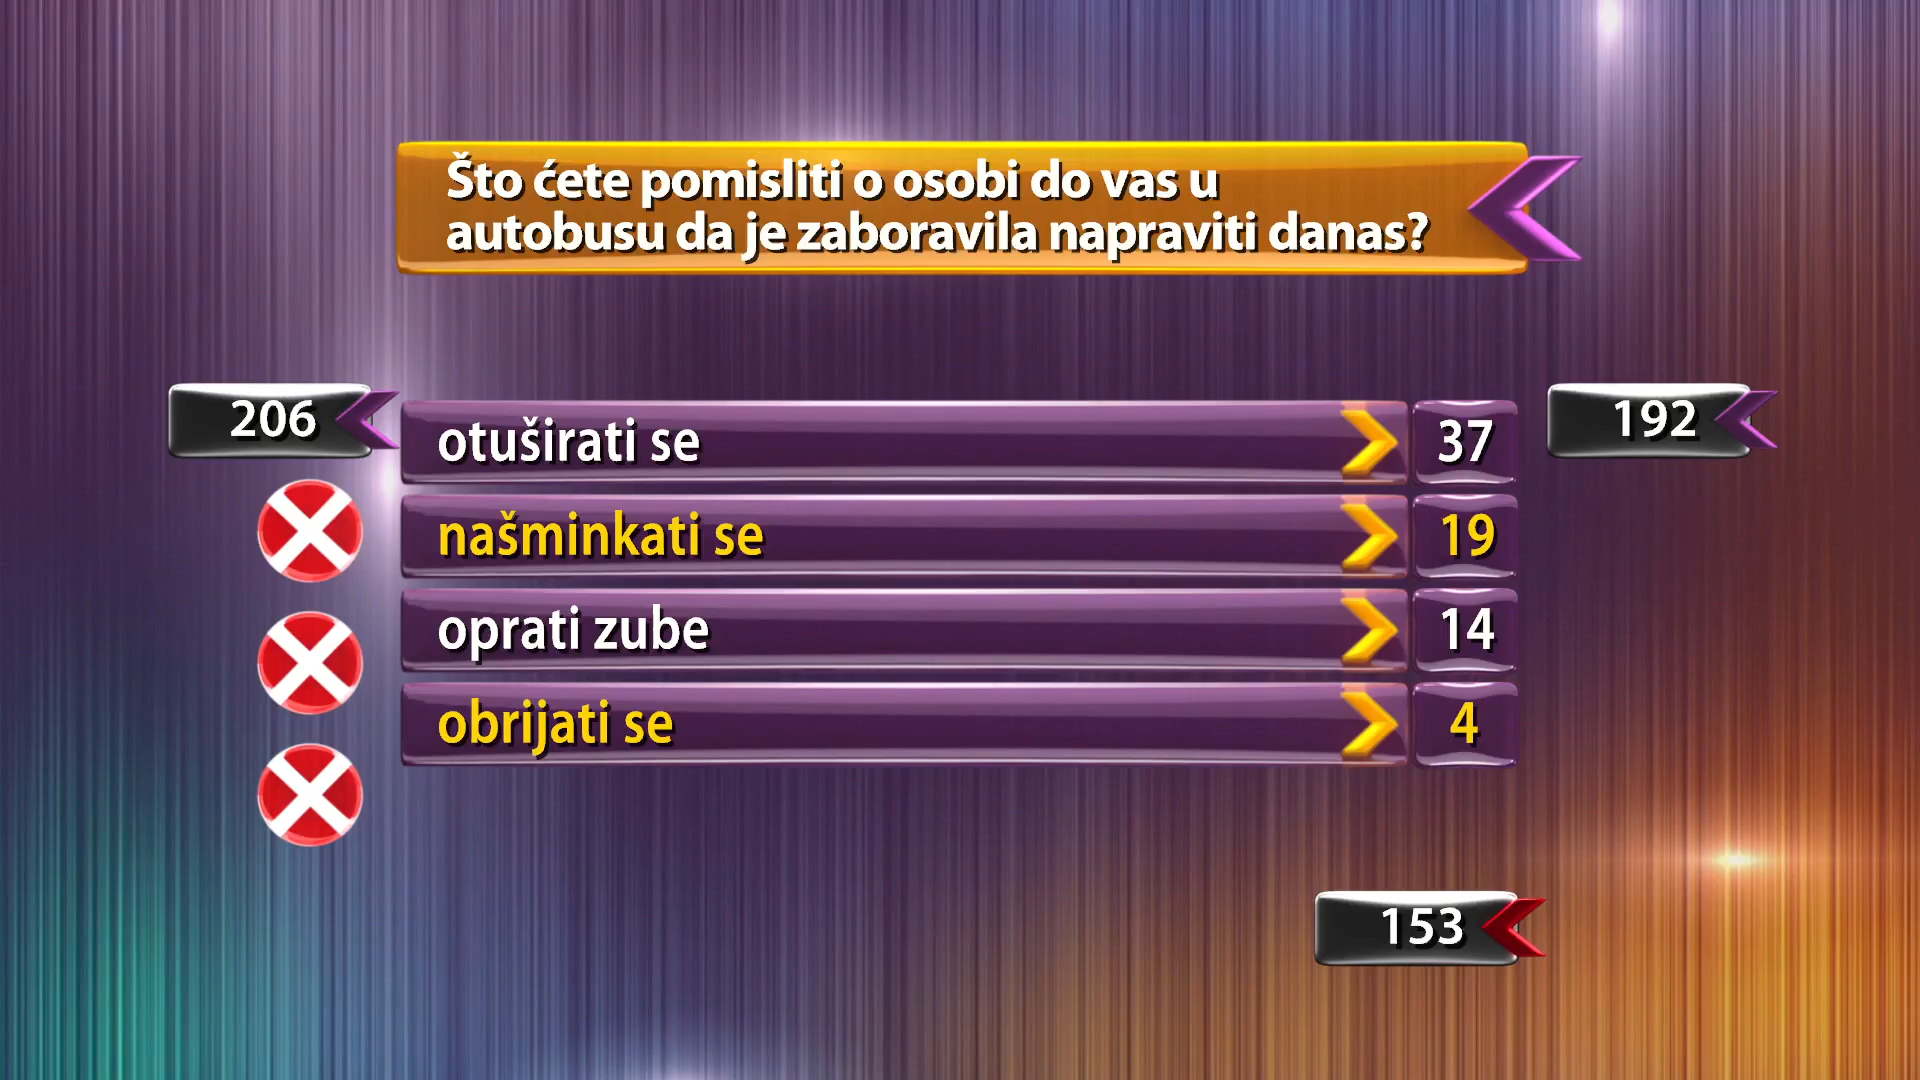 Što ćete pomisliti o osobi do vas u
autobusu da je zaboravila napraviti danas?
206
192
otuširati se 37
našminkati se 19
oprati zube 14
obrijati se 4
153